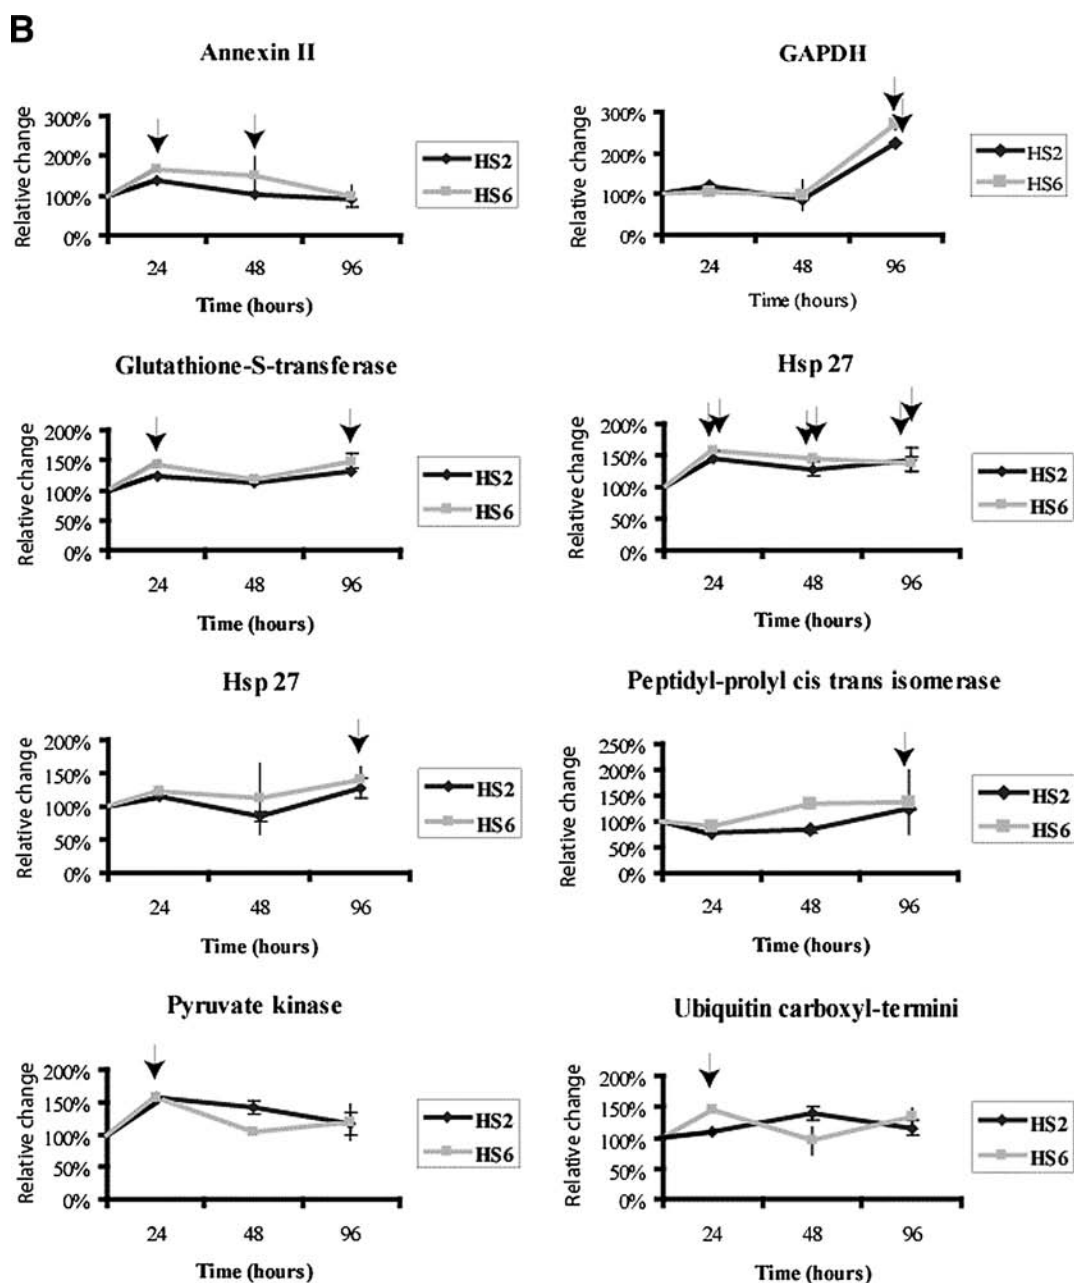 B
Annexin II
Relative change
300%
200%
100%
0%
24 48 96
Time (hours)
HS2
HS6
GAPDH
Relative change
300%
200%
100%
0%
24 48 96
Time (hours)
HS2
HS6
Glutathione-S-transferase
Relative change
200%
150%
100%
50%
0%
24 48 96
Time (hours)
HS2
HS6
Hsp 27
Relative change
200%
150%
100%
50%
0%
24 48 96
Time (hours)
HS2
HS6
Hsp 27
Relative change
200%
150%
100%
50%
0%
24 48 96
Time (hours)
HS2
HS6
Peptidyl-prolyl cis trans isomerase
Relative change
250%
200%
150%
100%
50%
0%
24 48 96
Time (hours)
HS2
HS6
Pyruvate kinase
Relative change
200%
150%
100%
50%
0%
24 48 96
Time (hours)
HS2
HS6
Ubiquitin carboxyl-termini
Relative change
200%
150%
100%
50%
0%
24 48 96
Time (hours)
HS2
HS6